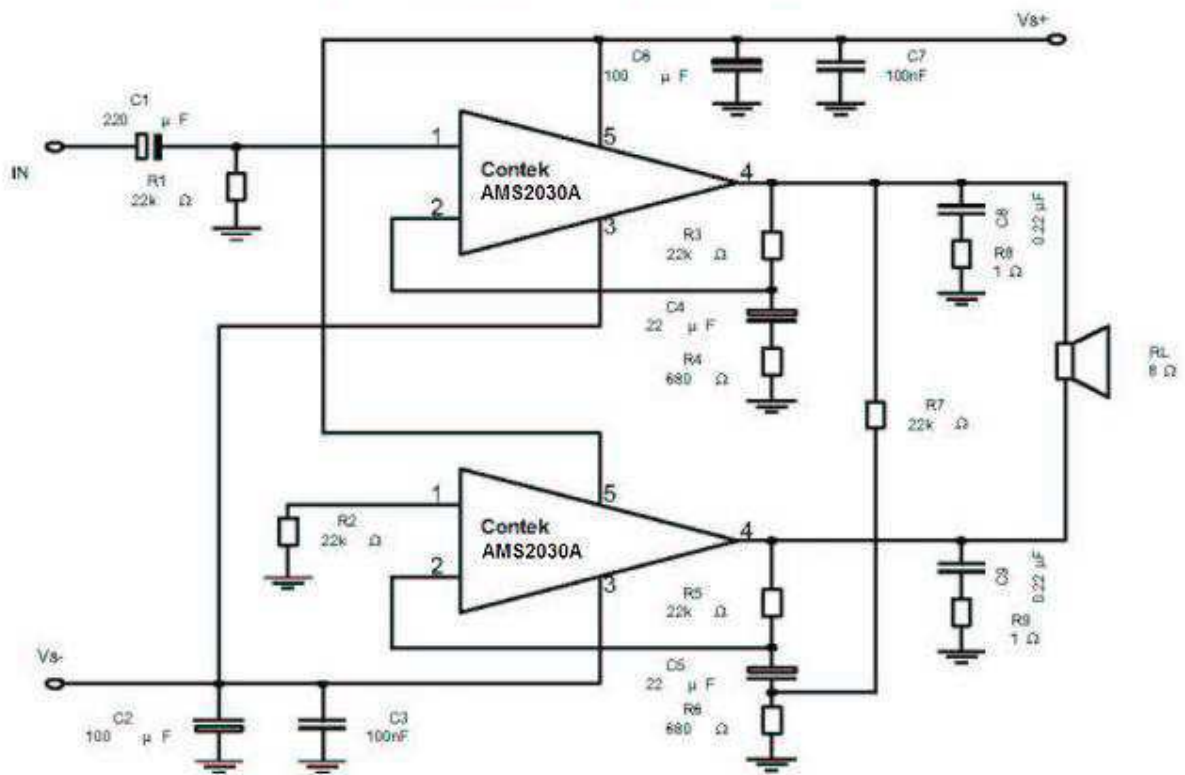 Vs+
C6
100 µ F
C7
100nF
C1
220 µ F
IN
R1
22k Ω
1
2
5
3
4
Contek
AMS2030A
R3
22k Ω
C4
22 µ F
R4
680 Ω
C8
0.22 µF
R8
1 Ω
RL
8 Ω
R7
22k Ω
R2
22k Ω
1
2
5
3
4
Contek
AMS2030A
R5
22k Ω
C5
22 µ F
R6
680 Ω
C9
0.22 µF
R9
1 Ω
Vs-
C2
100 µ F
C3
100nF